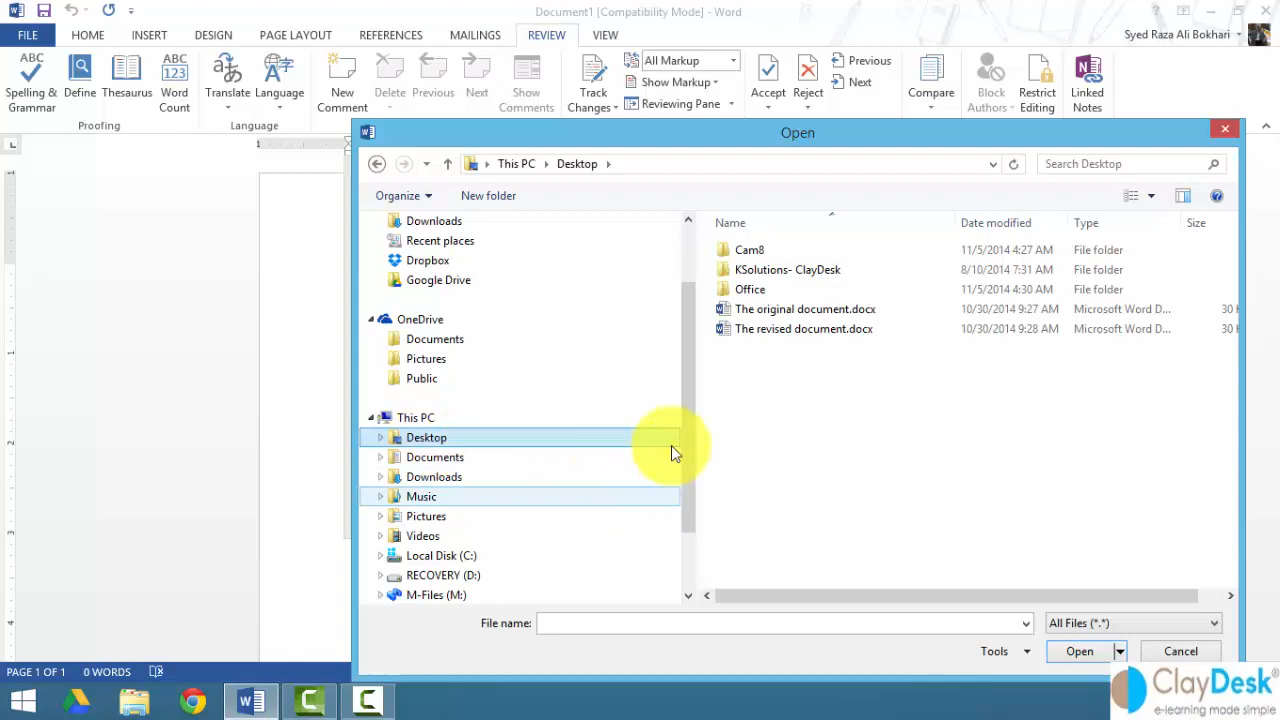 Document1 [Compatibility Mode] - Word
FILE HOME INSERT DESIGN PAGE LAYOUT REFERENCES MAILINGS REVIEW VIEW Syed Raza Ali Bokhari
ABC Spelling & Grammar
Define
Thesaurus
ABC 123 Word Count
Translate
Language
New Comment
Delete
Previous
Next
Show Comments
Track Changes
All Markup
Show Markup
Reviewing Pane
Accept
Reject
Previous
Next
Compare
Block Authors
Restrict Editing
Linked Notes
Proofing
Language
Open
This PC
Desktop
Search Desktop
Organize
New folder
Downloads
Recent places
Dropbox
Google Drive
OneDrive
Documents
Pictures
Public
This PC
Desktop
Documents
Downloads
Music
Pictures
Videos
Local Disk (C:)
RECOVERY (D:)
M-Files (M:)
Name Date modified Type Size
Cam8 11/5/2014 4:27 AM File folder
KSolutions- ClayDesk 8/10/2014 7:31 AM File folder
Office 11/5/2014 4:30 AM File folder
The original document.docx 10/30/2014 9:27 AM Microsoft Word D... 30
The revised document.docx 10/30/2014 9:28 AM Microsoft Word D... 30
File name:
All Files (*.*)
Tools
Open
Cancel
1
1
1
2
3
4
PAGE 1 OF 1 0 WORDS
ClayDesk®
e-learning made simple